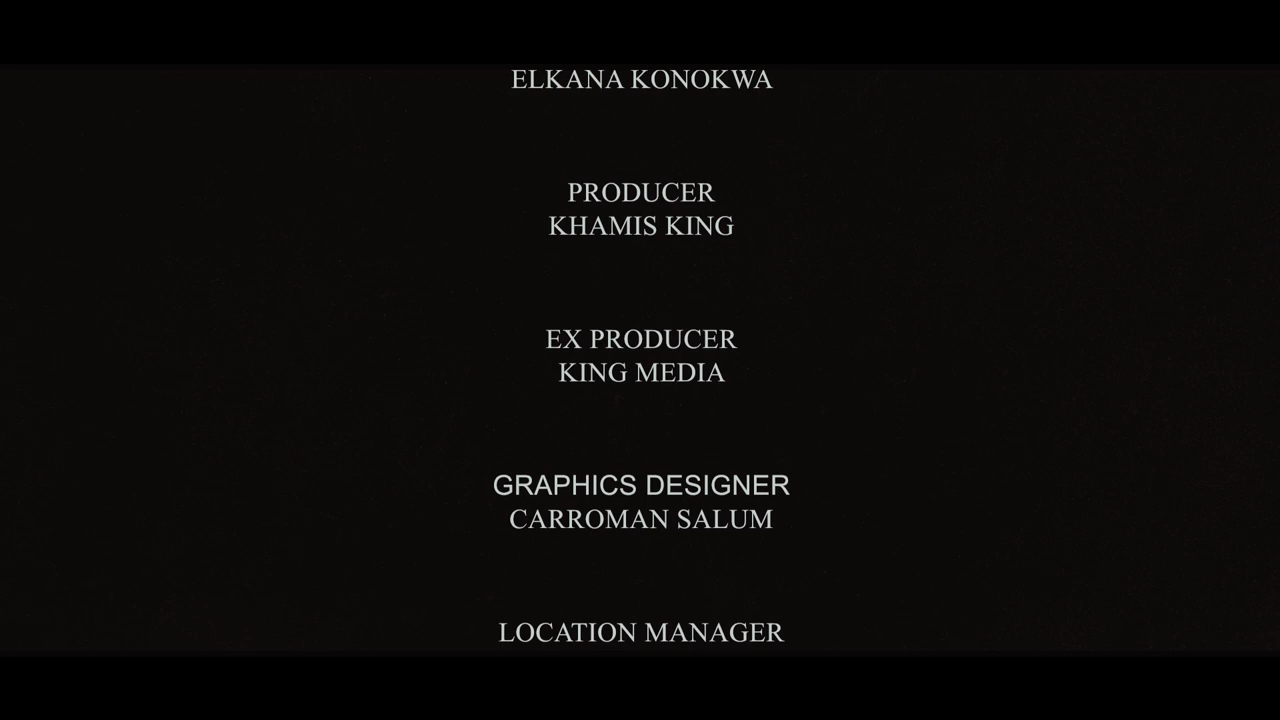 ELKANA KONOKWA
PRODUCER
KHAMIS KING
EX PRODUCER
KING MEDIA
GRAPHICS DESIGNER
CARROMAN SALUM
LOCATION MANAGER